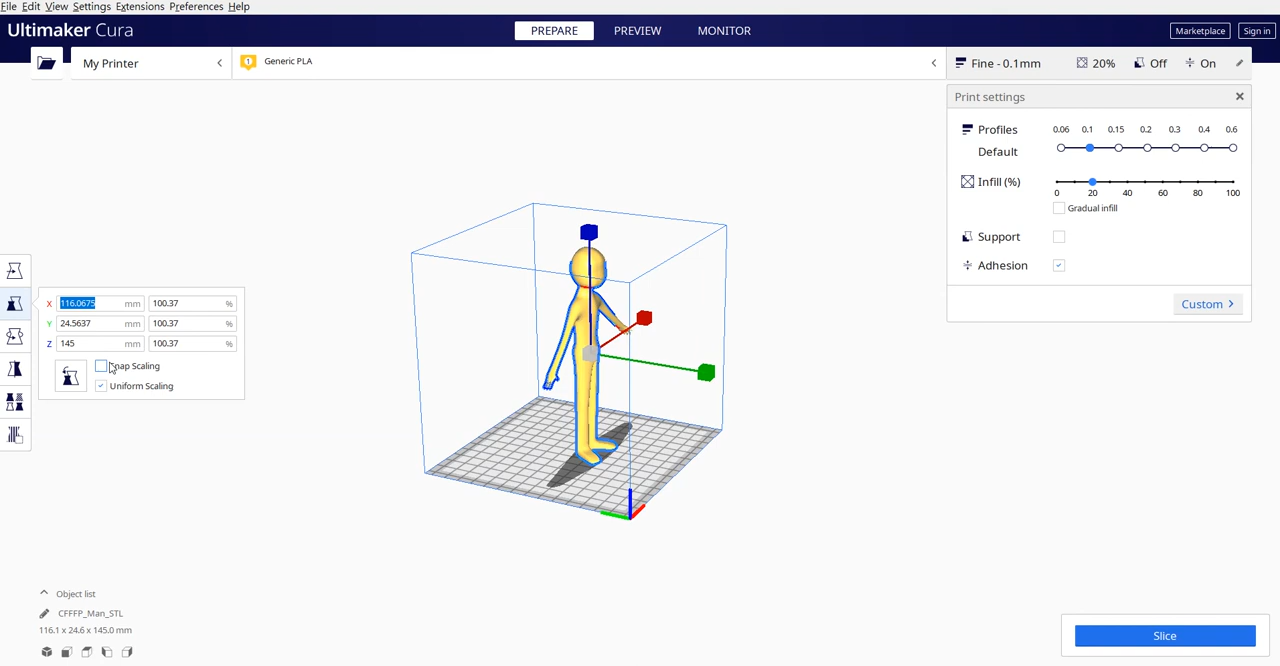 File Edit View Settings Extensions Preferences Help
Ultimaker Cura
PREPARE PREVIEW MONITOR
Marketplace Sign in
My Printer
1 Generic PLA
Fine - 0.1mm 20% Off On
Print settings
Profiles 0.06 0.1 0.15 0.2 0.3 0.4 0.6
Default
Infill (%)
0 20 40 60 80 100
Gradual infill
Support
Adhesion
Custom
X 116.0675 mm 100.37 %
Y 24.5637 mm 100.37 %
Z 145 mm 100.37 %
Snap Scaling
Uniform Scaling
Object list
CFFFP_Man_STL
116.1 x 24.6 x 145.0 mm
Slice